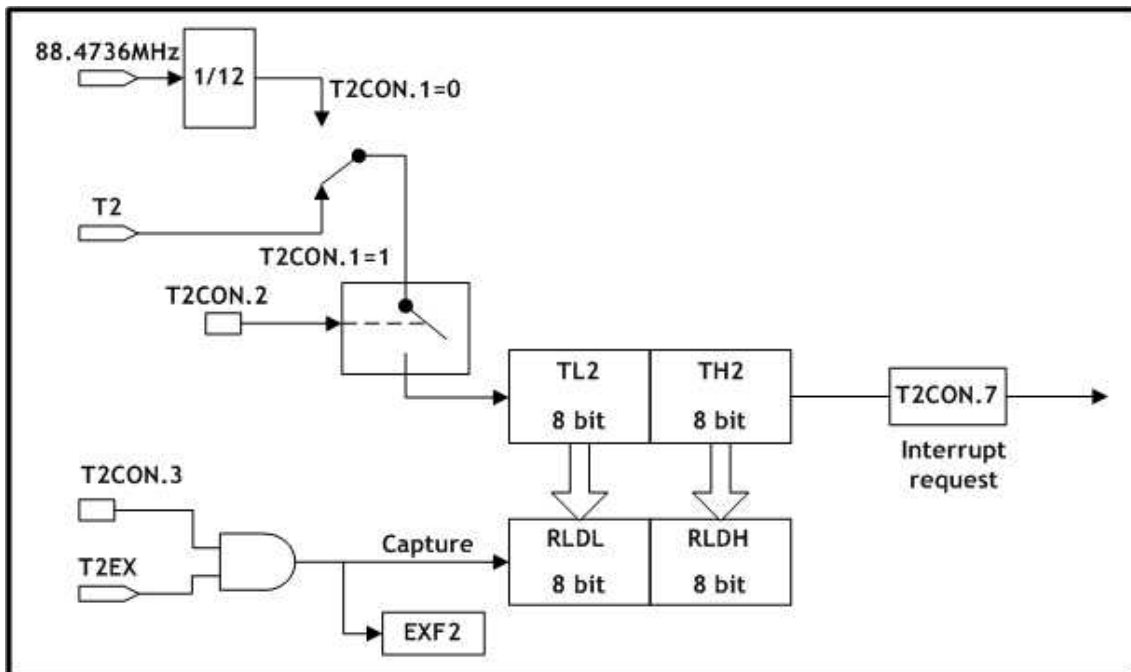 88.4736MHz
1/12
T2CON.1=0
T2
T2CON.1=1
T2CON.2
TL2
8 bit
TH2
8 bit
T2CON.7
Interrupt
request
T2CON.3
T2EX
Capture
EXF2
RLDL
8 bit
RLDH
8 bit